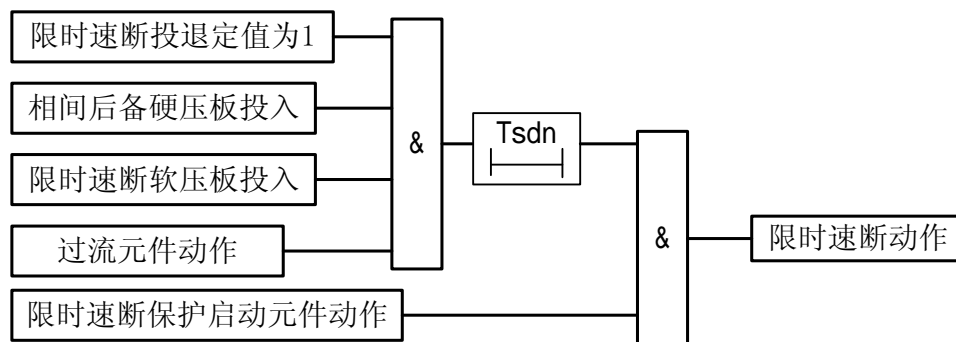 限时速断投退定值为1
相间后备硬压板投入
限时速断软压板投入
过流元件动作
限时速断保护启动元件动作
&
Tsdn
&
限时速断动作